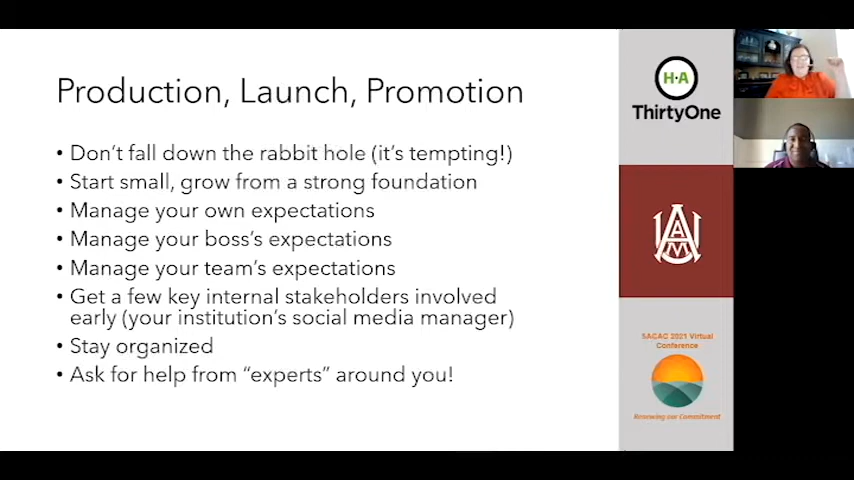 Production, Launch, Promotion
• Don't fall down the rabbit hole (it's tempting!)
• Start small, grow from a strong foundation
• Manage your own expectations
• Manage your boss's expectations
• Manage your team's expectations
• Get a few key internal stakeholders involved
early (your institution's social media manager)
• Stay organized
• Ask for help from “experts” around you!
H·A
ThirtyOne
AAMU
SACAC 2021 Virtual
Conference
Renewing our Commitment